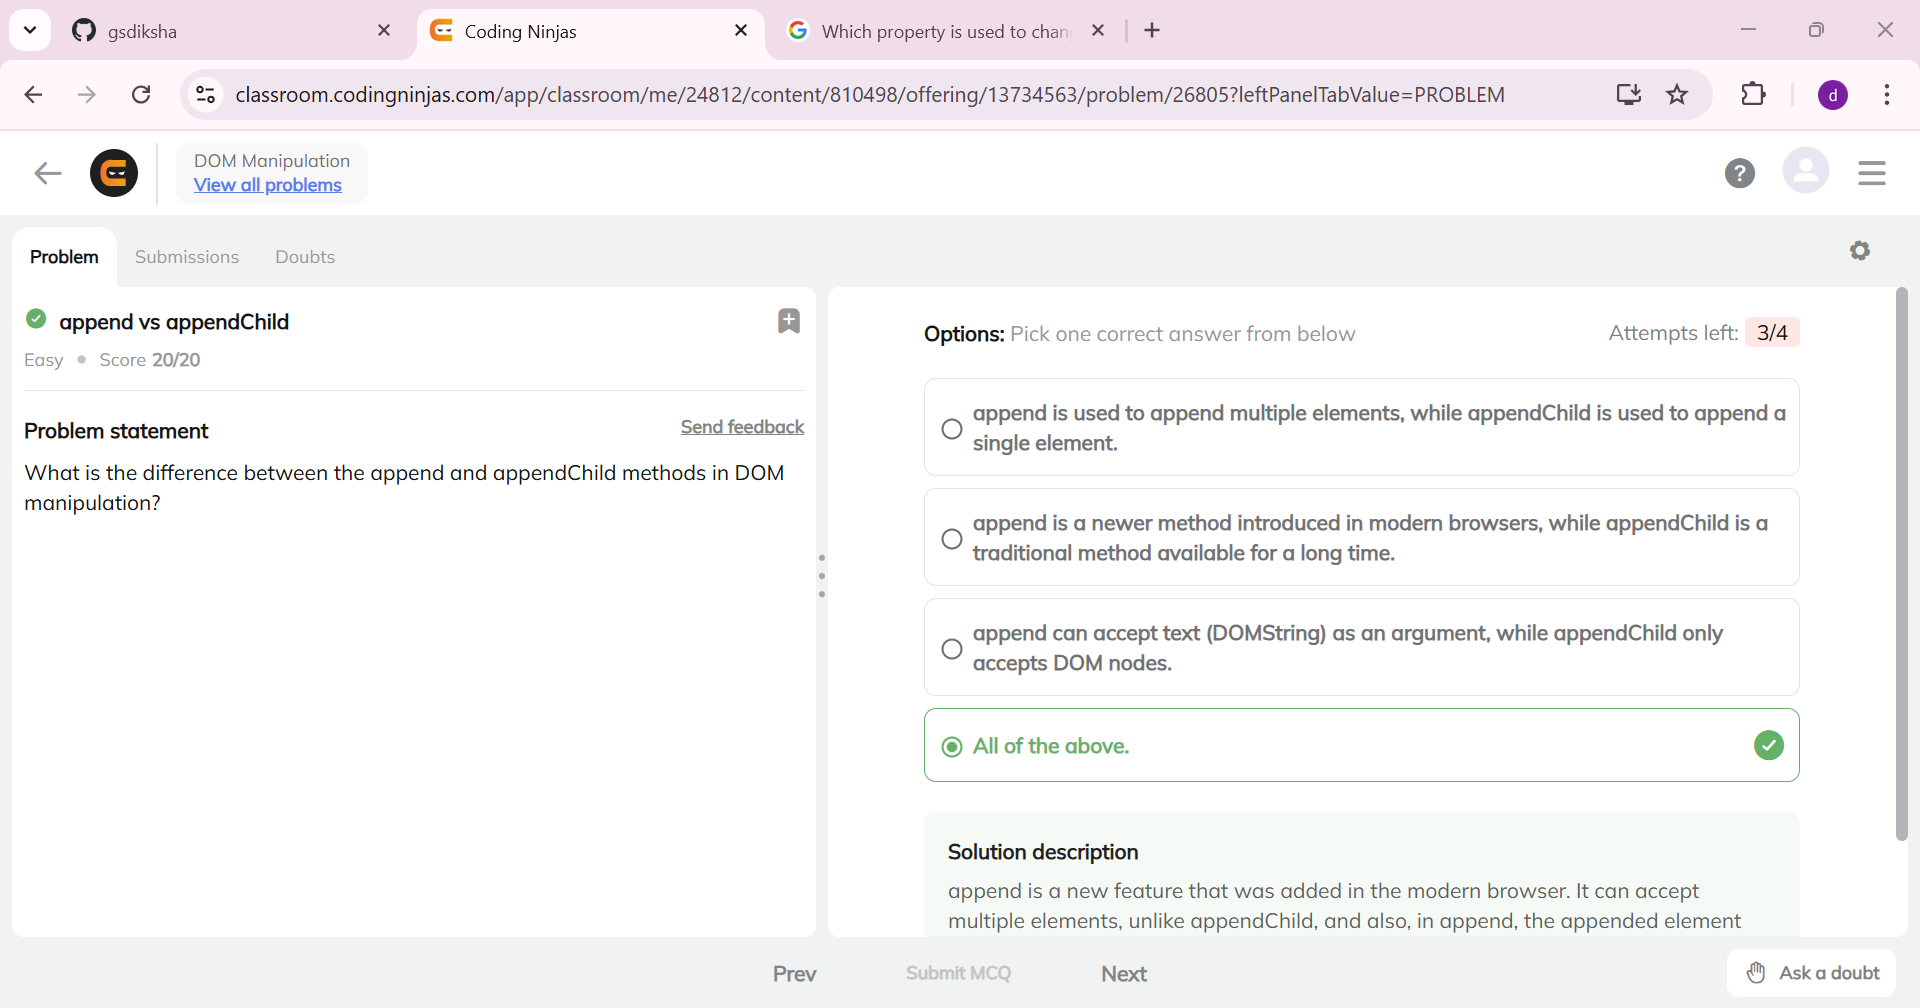 gsdiksha
Coding Ninjas
Which property is used to chan
classroom.codingninjas.com/app/classroom/me/24812/content/810498/offering/13734563/problem/26805?leftPanelTabValue=PROBLEM
d
DOM Manipulation
View all problems
?
Problem
Submissions
Doubts
append vs appendChild
Easy • Score 20/20
Problem statement
Send feedback
What is the difference between the append and appendChild methods in DOM
manipulation?
Options: Pick one correct answer from below
Attempts left: 3/4
append is used to append multiple elements, while appendChild is used to append a
single element.
append is a newer method introduced in modern browsers, while appendChild is a
traditional method available for a long time.
append can accept text (DOMString) as an argument, while appendChild only
accepts DOM nodes.
All of the above.
Solution description
append is a new feature that was added in the modern browser. It can accept
multiple elements, unlike appendChild, and also, in append, the appended element
Prev
Submit MCQ
Next
Ask a doubt